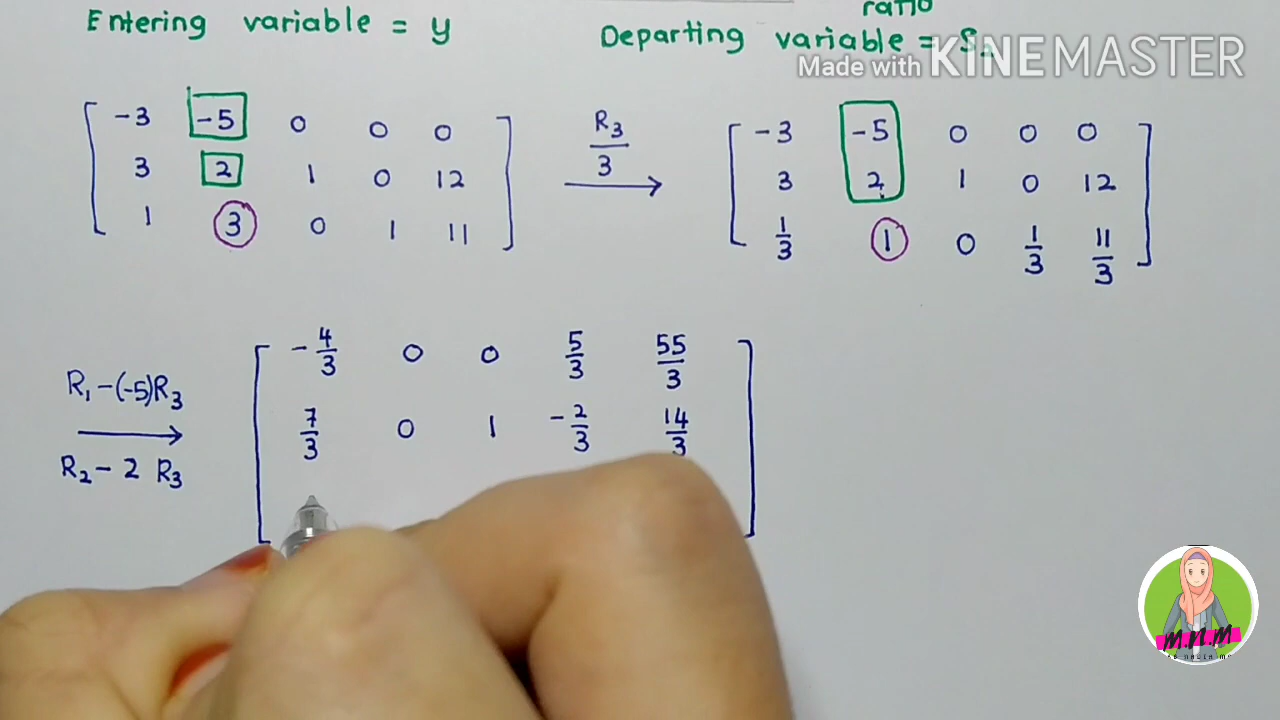 ratio
Entering variable = y
Departing variable = S
Made with KINEMASTER
-3 -5 0 0 0
3 2 1 0 12
1 3 0 1 11
R₃/3
-3 -5 0 0 0
3 2 1 0 12
1/3 1 0 1/3 11/3
R₁-(-5)R₃
R₂- 2 R₃
-4/3 0 0 5/3 55/3
7/3 0 1 -2/3 14/3
M.N.M